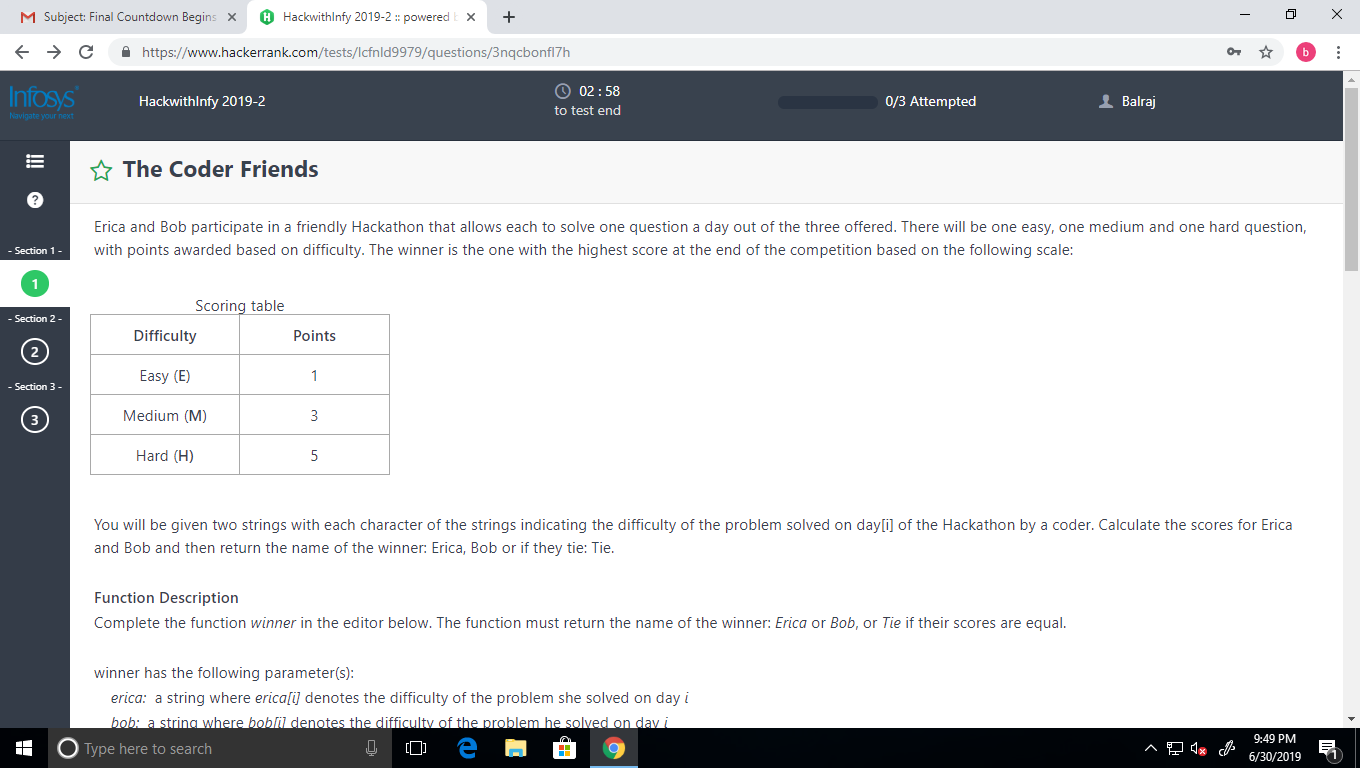 Subject: Final Countdown Begins
HackwithInfy 2019-2 :: powered b
https://www.hackerrank.com/tests/lcfnld9979/questions/3nqcbonfl7h
b
Infosys
Navigate your next
HackwithInfy 2019-2
02 : 58
to test end
0/3 Attempted
Balraj
The Coder Friends
- Section 1 -
1
- Section 2 -
2
- Section 3 -
3
Erica and Bob participate in a friendly Hackathon that allows each to solve one question a day out of the three offered. There will be one easy, one medium and one hard question,
with points awarded based on difficulty. The winner is the one with the highest score at the end of the competition based on the following scale:
Scoring table
Difficulty Points
Easy (E) 1
Medium (M) 3
Hard (H) 5
You will be given two strings with each character of the strings indicating the difficulty of the problem solved on day[i] of the Hackathon by a coder. Calculate the scores for Erica
and Bob and then return the name of the winner: Erica, Bob or if they tie: Tie.
Function Description
Complete the function winner in the editor below. The function must return the name of the winner: Erica or Bob, or Tie if their scores are equal.
winner has the following parameter(s):
erica: a string where erica[i] denotes the difficulty of the problem she solved on day i
bob: a string where bob[i] denotes the difficulty of the problem he solved on day i
Type here to search
9:49 PM
6/30/2019
1